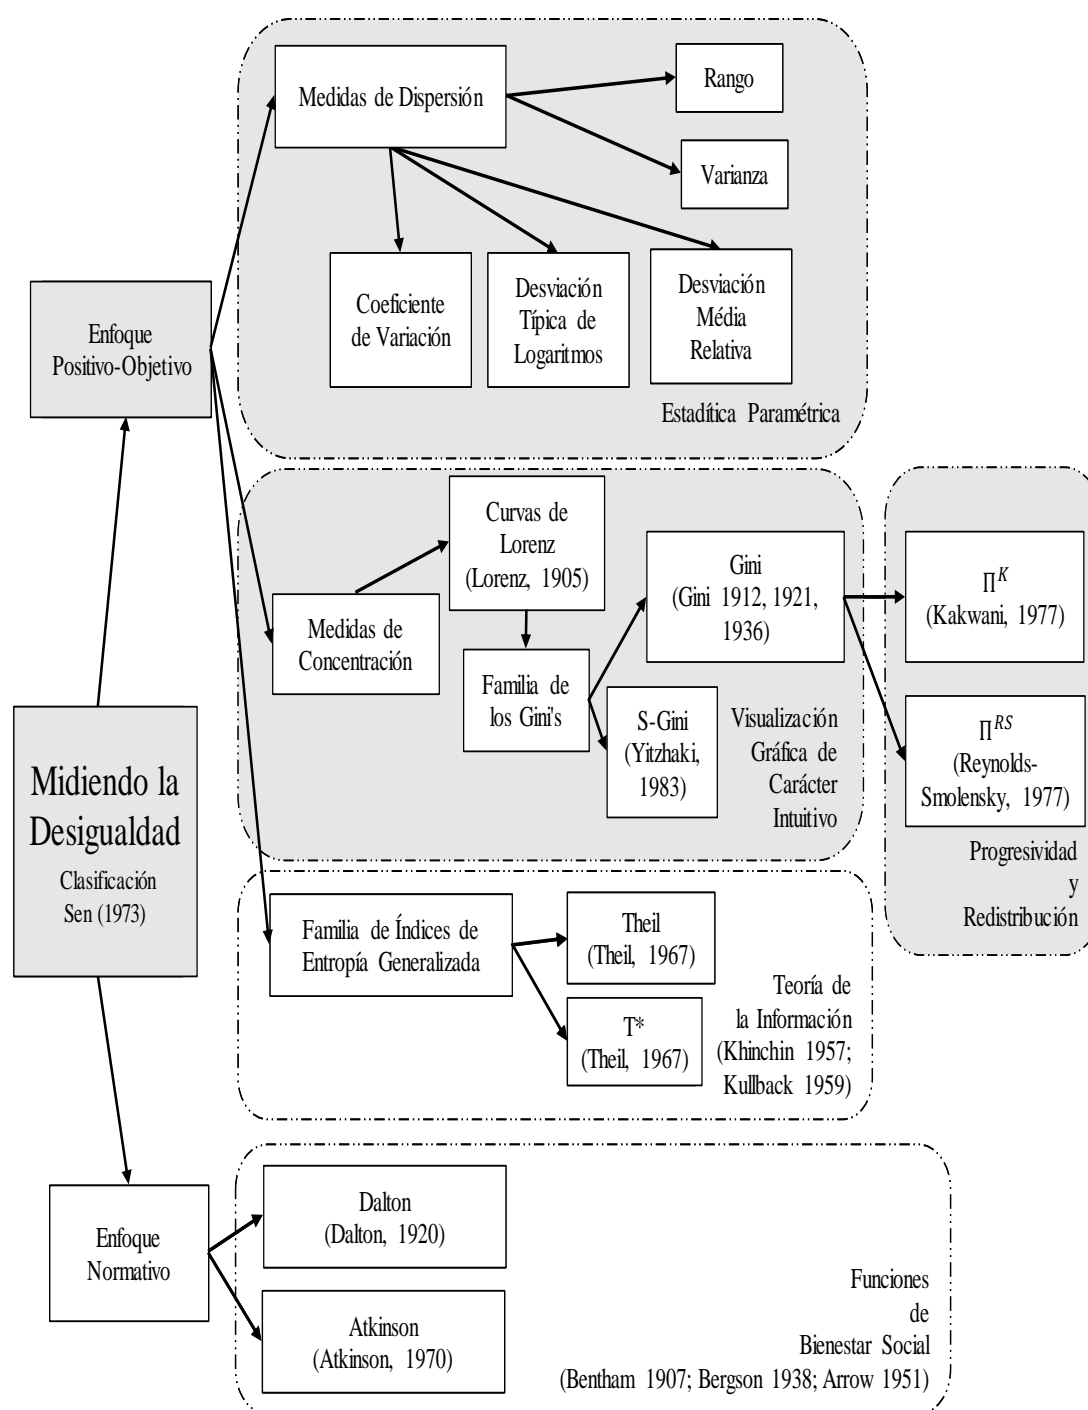 Medidas de Dispersión
Rango
Varianza
Coeficiente
de Variación
Desviación
Típica de
Logaritmos
Desviación
Média
Relativa
Estadítica Paramétrica
Enfoque
Positivo-Objetivo
Curvas de
Lorenz
(Lorenz, 1905)
Medidas de
Concentración
Familia de
los Gini's
Gini
(Gini 1912, 1921,
1936)
S-Gini
(Yitzhaki,
1983)
Visualización
Gráfica de
Carácter
Intuitivo
Π^K
(Kakwani, 1977)
Π^RS
(Reynolds-
Smolensky, 1977)
Progresividad
y
Redistribución
Midiendo la
Desigualdad
Clasificación
Sen (1973)
Familia de Índices de
Entropía Generalizada
Theil
(Theil, 1967)
T*
(Theil, 1967)
Teoría de
la Información
(Khinchin 1957;
Kullback 1959)
Enfoque
Normativo
Dalton
(Dalton, 1920)
Atkinson
(Atkinson, 1970)
Funciones
de
Bienestar Social
(Bentham 1907; Bergson 1938; Arrow 1951)